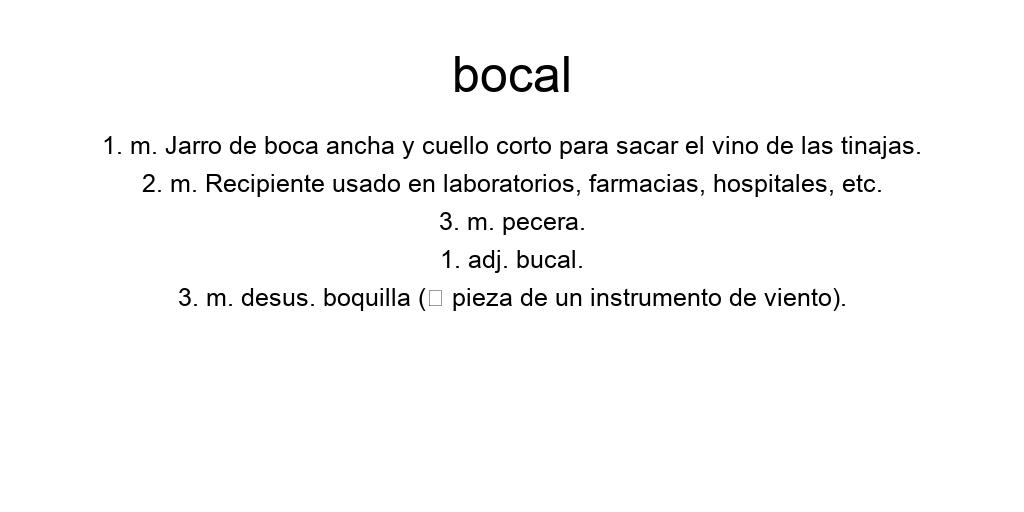 bocal
1. m. Jarro de boca ancha y cuello corto para sacar el vino de las tinajas.
2. m. Recipiente usado en laboratorios, farmacias, hospitales, etc.
3. m. pecera.
1. adj. bucal.
3. m. desus. boquilla (□ pieza de un instrumento de viento).